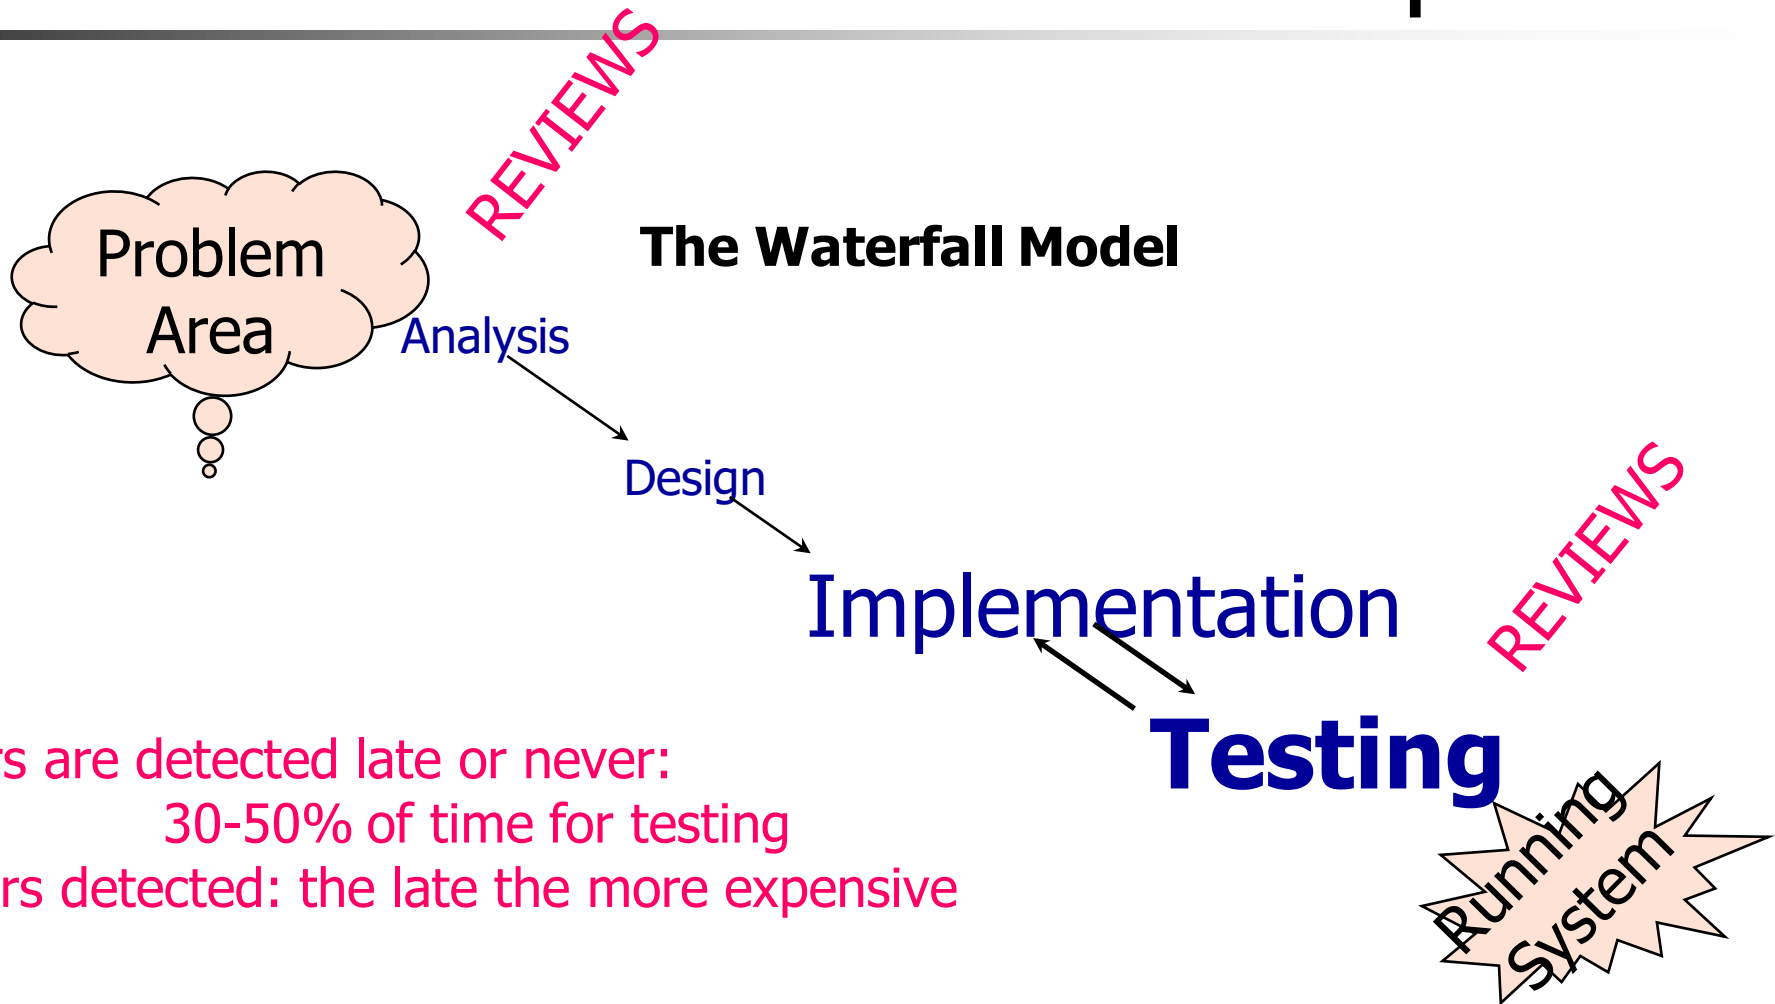 REVIEWS
The Waterfall Model
Problem
Area
Analysis
Design
REVIEWS
Implementation
Testing
rs are detected late or never:
30-50% of time for testing
rs detected: the late the more expensive
Running
System